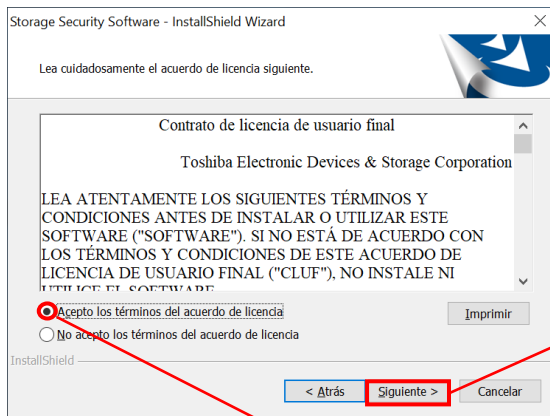 Storage Security Software - InstallShield Wizard
Lea cuidadosamente el acuerdo de licencia siguiente.
Contrato de licencia de usuario final
Toshiba Electronic Devices & Storage Corporation
LEA ATENTAMENTE LOS SIGUIENTES TÉRMINOS Y
CONDICIONES ANTES DE INSTALAR O UTILIZAR ESTE
SOFTWARE ("SOFTWARE"). SI NO ESTÁ DE ACUERDO CON
LOS TÉRMINOS Y CONDICIONES DE ESTE ACUERDO DE
LICENCIA DE USUARIO FINAL ("CLUF"), NO INSTALE NI
UTILICE EL SOFTWARE
Acepto los términos del acuerdo de licencia
Imprimir
No acepto los términos del acuerdo de licencia
InstallShield
< Atrás
Siguiente >
Cancelar